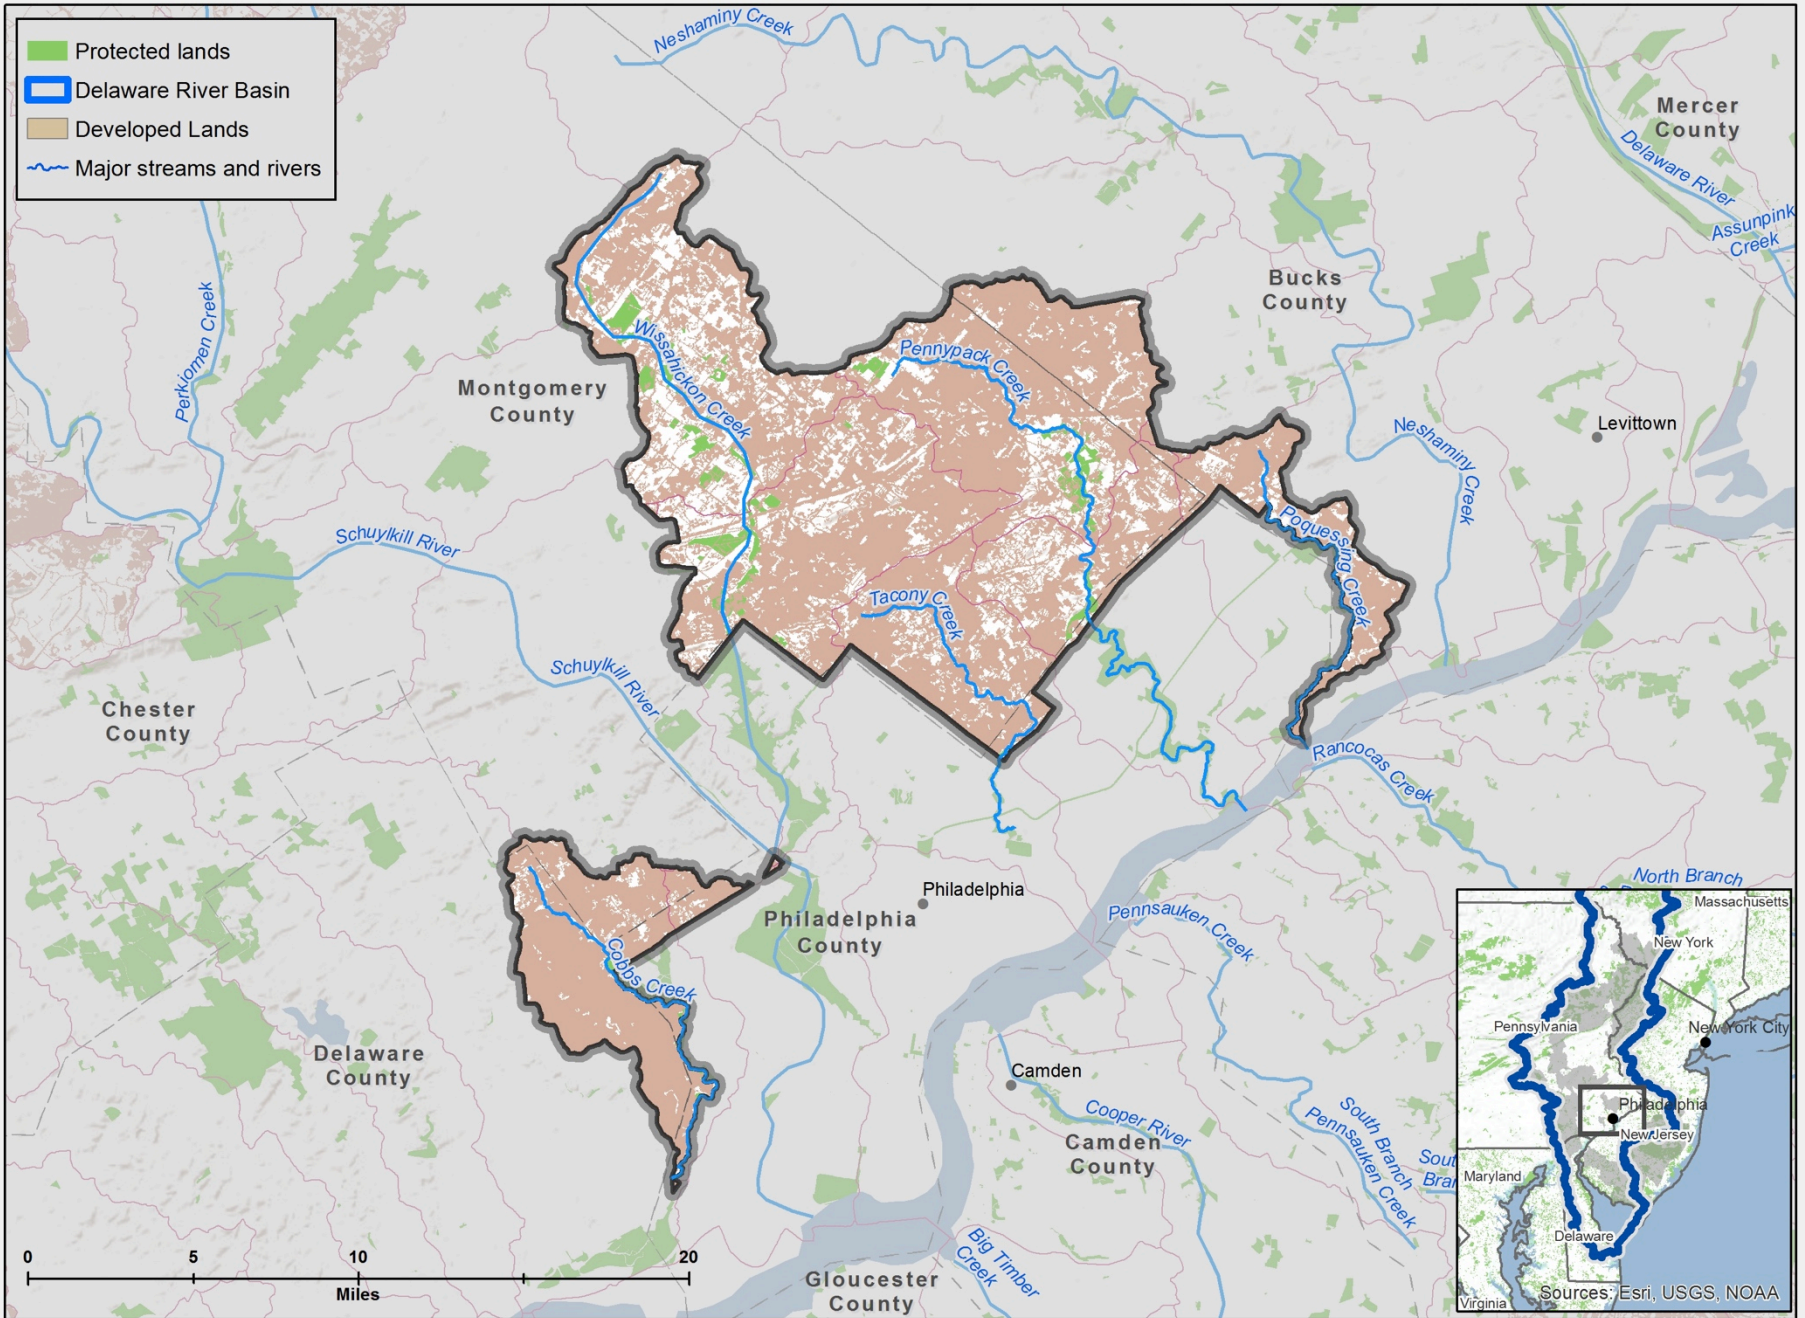 Protected lands
Delaware River Basin
Developed Lands
Major streams and rivers
Neshaminy Creek
Mercer
County
Delaware River
Assunpink
Creek
Bucks
County
Perkiomen Creek
Wissahickon Creek
Pennypack Creek
Montgomery
County
Levittown
Neshaminy Creek
Schuylkill River
Poquessing Creek
Tacony Creek
Schuylkill River
Chester
County
Rancocas Creek
North Branch
Philadelphia
Philadelphia
County
Pennsauken Creek
Cobbs Creek
Delaware
County
Camden
Cooper River
Camden
County
South Branch
Pennsauken Creek
Sout
Bran
Big Timber
Creek
Gloucester
County
0 5 10 20
Miles
Massachusetts
New York
Pennsylvania
New York City
Philadelphia
New Jersey
Maryland
Delaware
Virginia
Sources: Esri, USGS, NOAA